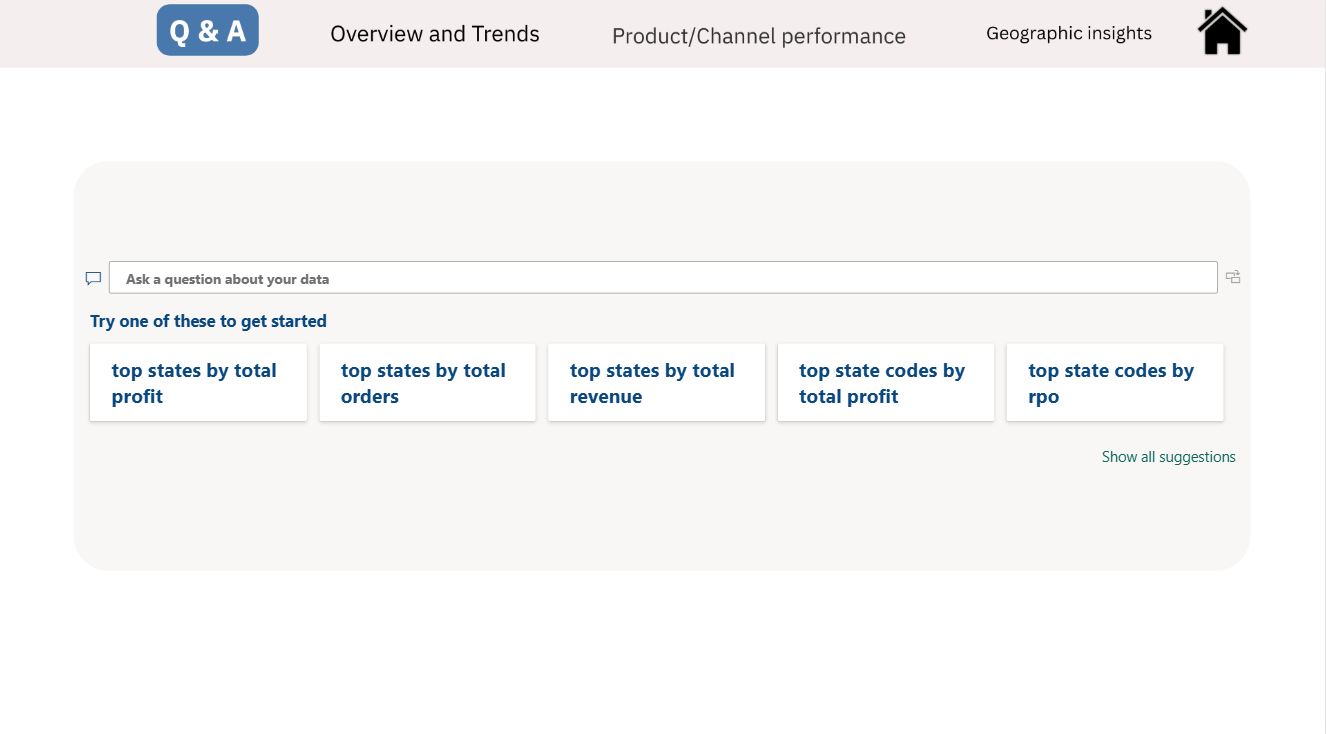 Q & A
Overview and Trends
Product/Channel performance
Geographic insights
Ask a question about your data
Try one of these to get started
top states by total
profit
top states by total
orders
top states by total
revenue
top state codes by
total profit
top state codes by
rpo
Show all suggestions